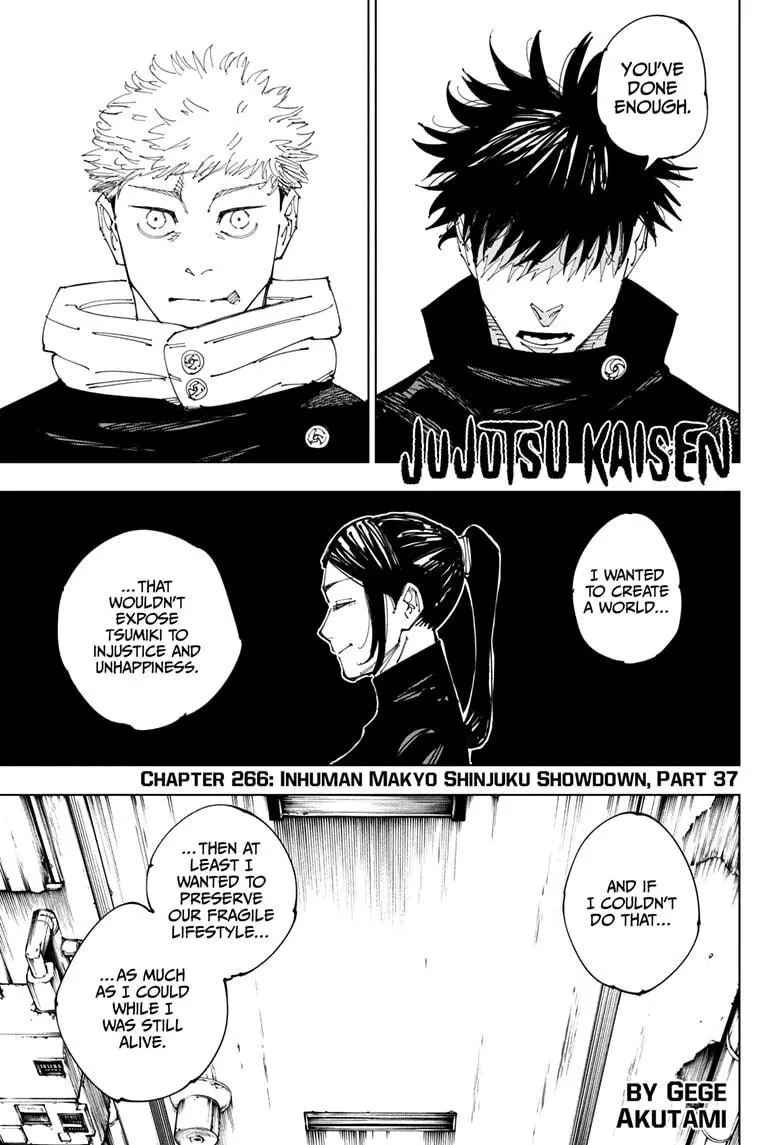 YOU'VE
DONE
ENOUGH.
JUJUTSU KAISEN
I WANTED
TO CREATE
A WORLD...
...THAT
WOULDN'T
EXPOSE
TSUMIKI TO
INJUSTICE AND
UNHAPPINESS.
CHAPTER 266: INHUMAN MAKYO SHINJUKU SHOWDOWN, PART 37
AND IF
I COULDN'T
DO THAT...
...THEN AT
LEAST I
WANTED TO
PRESERVE
OUR FRAGILE
LIFESTYLE...
...AS MUCH
AS I COULD
WHILE I
WAS STILL
ALIVE.
BY GEGE
AKUTAMI